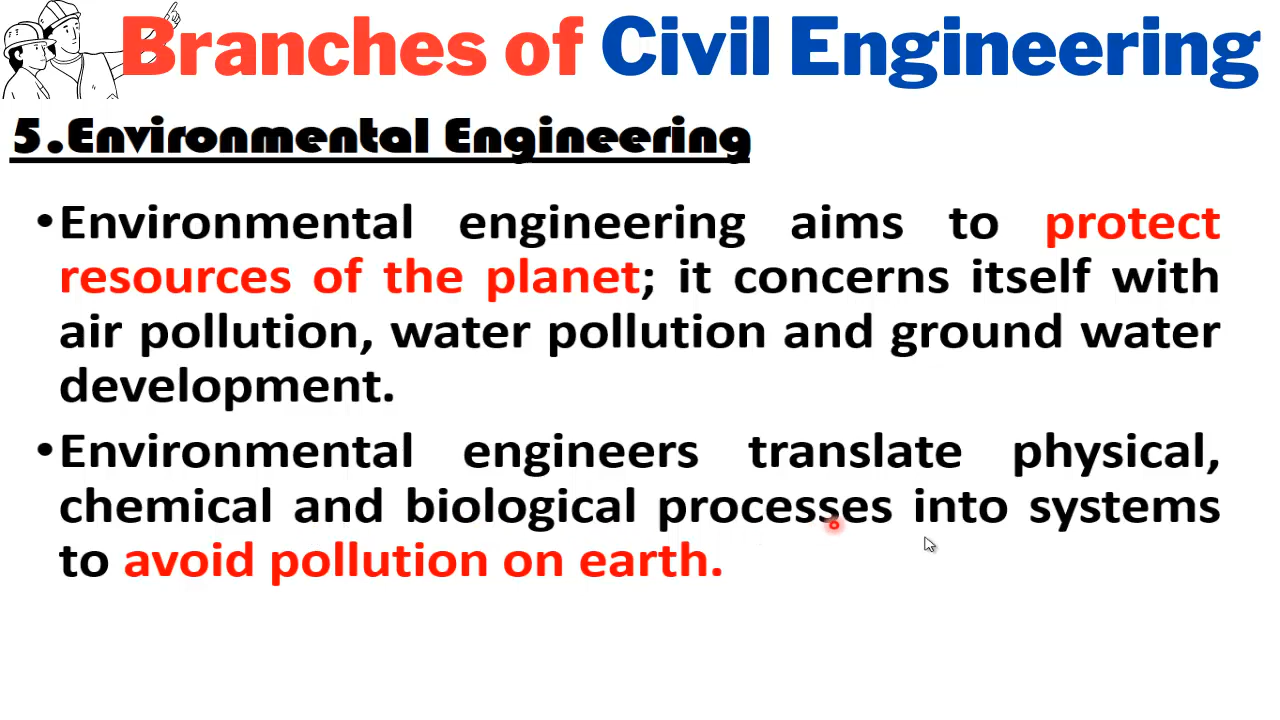 Branches of Civil Engineering
5.Environmental Engineering
•Environmental engineering aims to protect
resources of the planet; it concerns itself with
air pollution, water pollution and ground water
development.
•Environmental engineers translate physical,
chemical and biological processes into systems
to avoid pollution on earth.